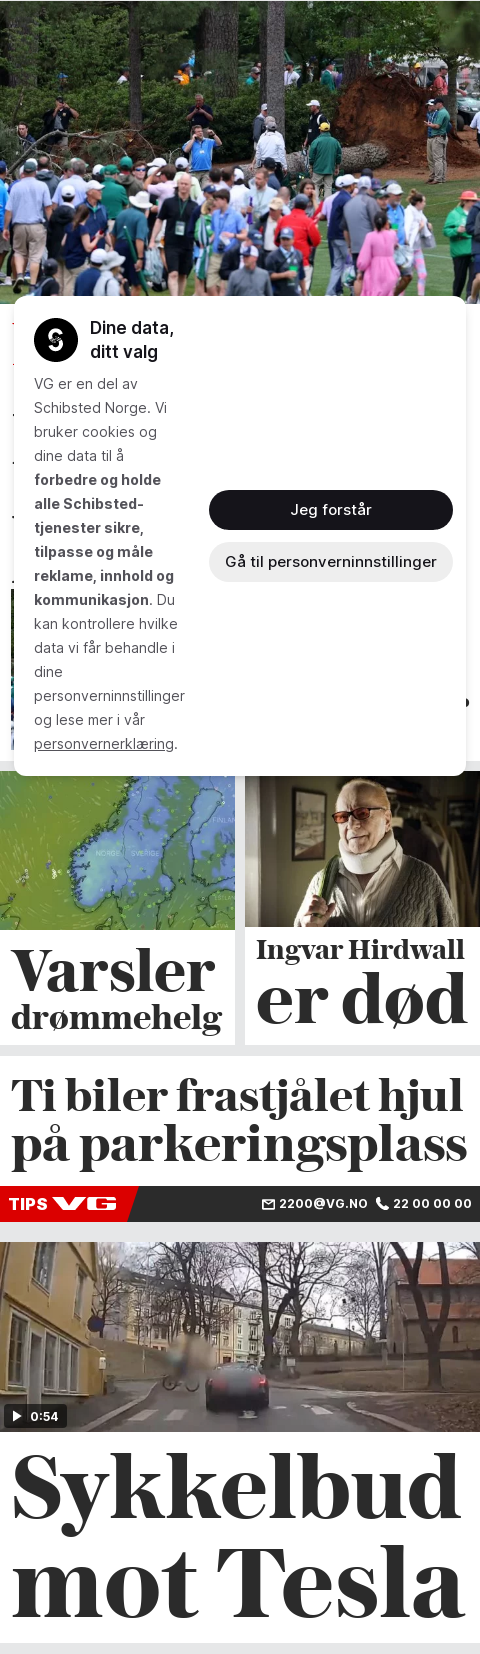 Dine data,
ditt valg
VG er en del av
Schibsted Norge. Vi
bruker cookies og
dine data til å
forbedre og holde
alle Schibsted-
tjenester sikre,
tilpasse og måle
reklame, innhold og
kommunikasjon. Du
kan kontrollere hvilke
data vi får behandle i
dine
personverninnstillinger
og lese mer i vår
personvernerklæring.
Jeg forstår
Gå til personverninnstillinger
NORGE SVERIGE
Varsler
drømmehelg
Ingvar Hirdwall
er død
Ti biler frastjålet hjul
på parkeringsplass
TIPS VG 2200@VG.NO 22 00 00 00
0:54
Sykkelbud
mot Tesla